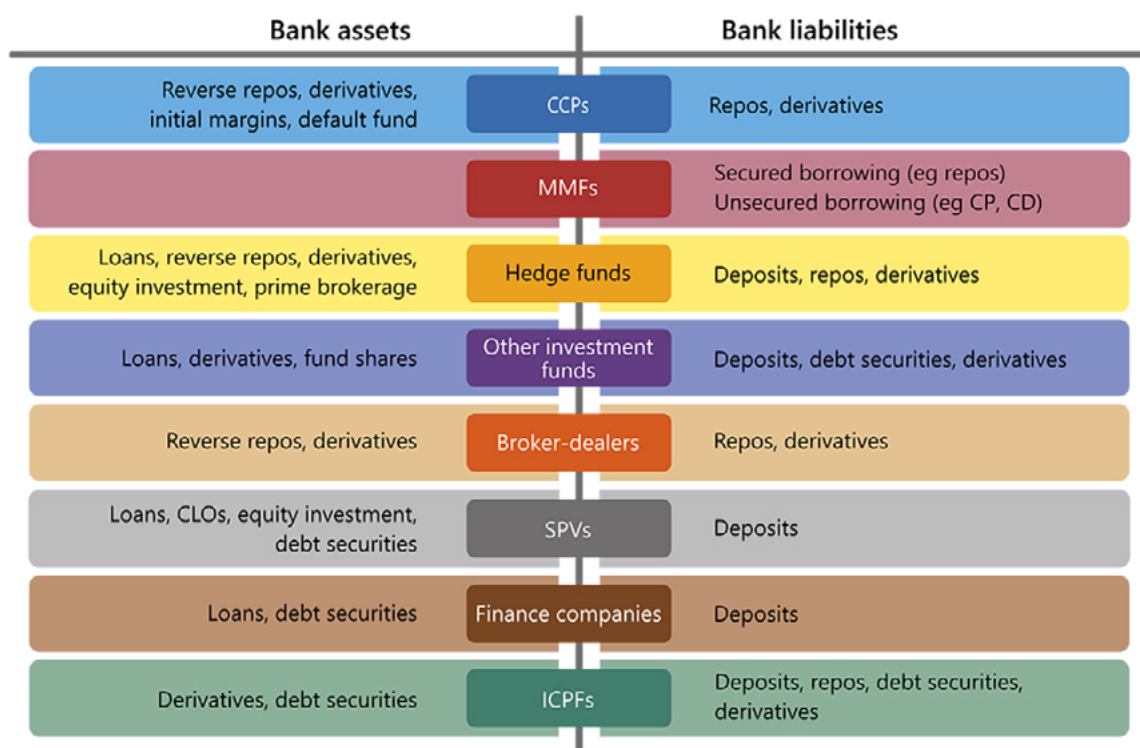 Bank assets
Bank liabilities
Reverse repos, derivatives,
initial margins, default fund
CCPs
Repos, derivatives
MMFs
Secured borrowing (eg repos)
Unsecured borrowing (eg CP, CD)
Loans, reverse repos, derivatives,
equity investment, prime brokerage
Hedge funds
Deposits, repos, derivatives
Loans, derivatives, fund shares
Other investment
funds
Deposits, debt securities, derivatives
Reverse repos, derivatives
Broker-dealers
Repos, derivatives
Loans, CLOs, equity investment,
debt securities
SPVs
Deposits
Loans, debt securities
Finance companies
Deposits
Derivatives, debt securities
ICPFs
Deposits, repos, debt securities,
derivatives